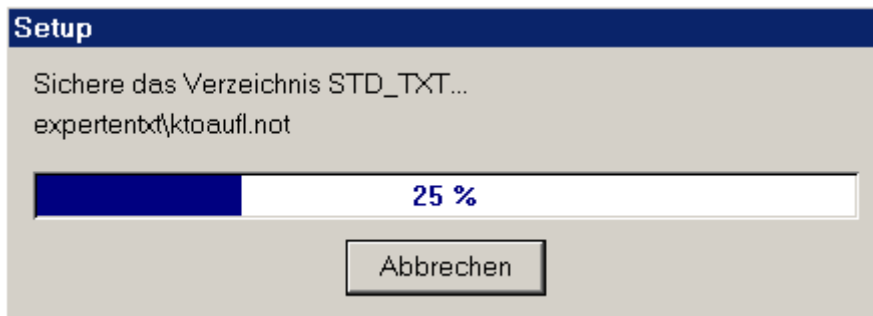 Setup
Sichere das Verzeichnis STD_TXT...
expertentxt\ktoaufl.not
25 %
Abbrechen